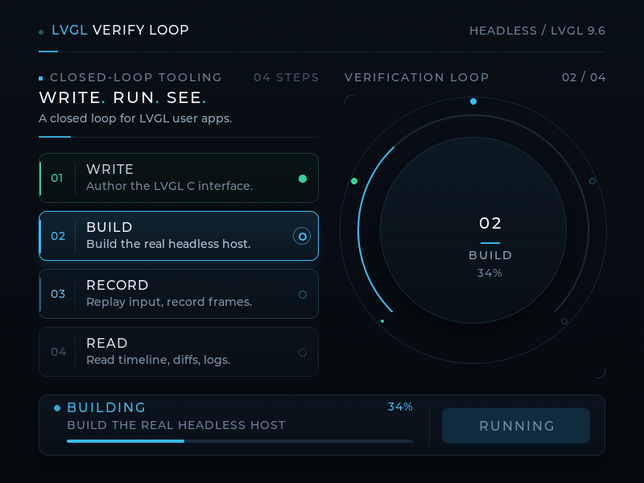 LVGL VERIFY LOOP
HEADLESS / LVGL 9.6
CLOSED-LOOP TOOLING
04 STEPS
WRITE. RUN. SEE.
A closed loop for LVGL user apps.
01
WRITE
Author the LVGL C interface.
02
BUILD
Build the real headless host.
03
RECORD
Replay input, record frames.
04
READ
Read timeline, diffs, logs.
VERIFICATION LOOP
02 / 04
02
BUILD
34%
BUILDING
34%
BUILD THE REAL HEADLESS HOST
RUNNING